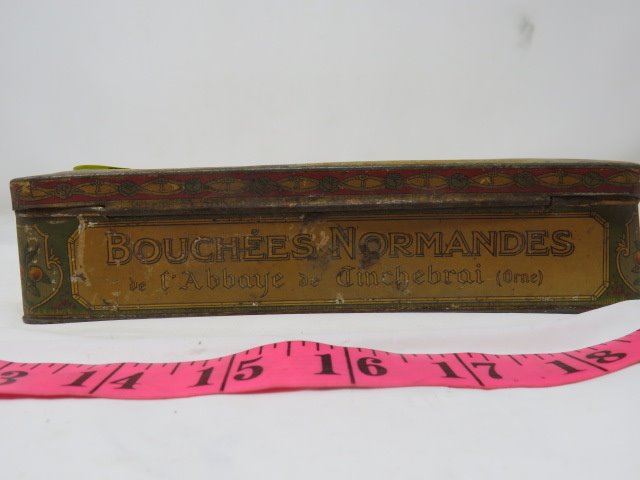 BOUCHÉES NORMANDES
de l'Abbaye de Tinchebrai (Orne)
3 14 15 16 17 18